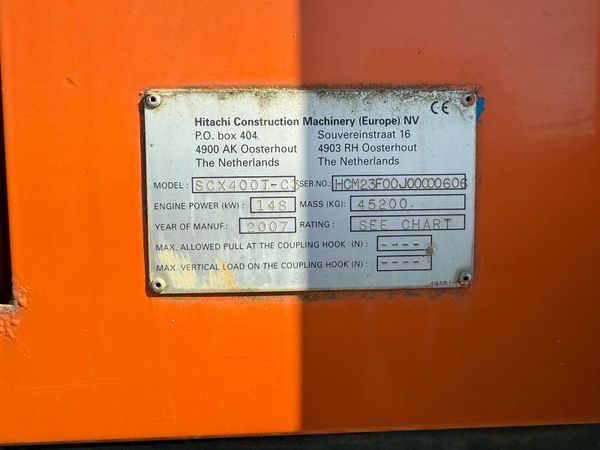 Hitachi Construction Machinery (Europe) NV CE
P.O. box 404 Souvereinstraat 16
4900 AK Oosterhout 4903 RH Oosterhout
The Netherlands The Netherlands
MODEL: SCX400T-C3 SER.NO.: HCM23F00J00000606
ENGINE POWER (kW) : 148 MASS (KG): 45200.
YEAR OF MANUF.: 2007 RATING : SEE CHART
MAX. ALLOWED PULL AT THE COUPLING HOOK (N) : ----
MAX. VERTICAL LOAD ON THE COUPLING HOOK (N) : ----